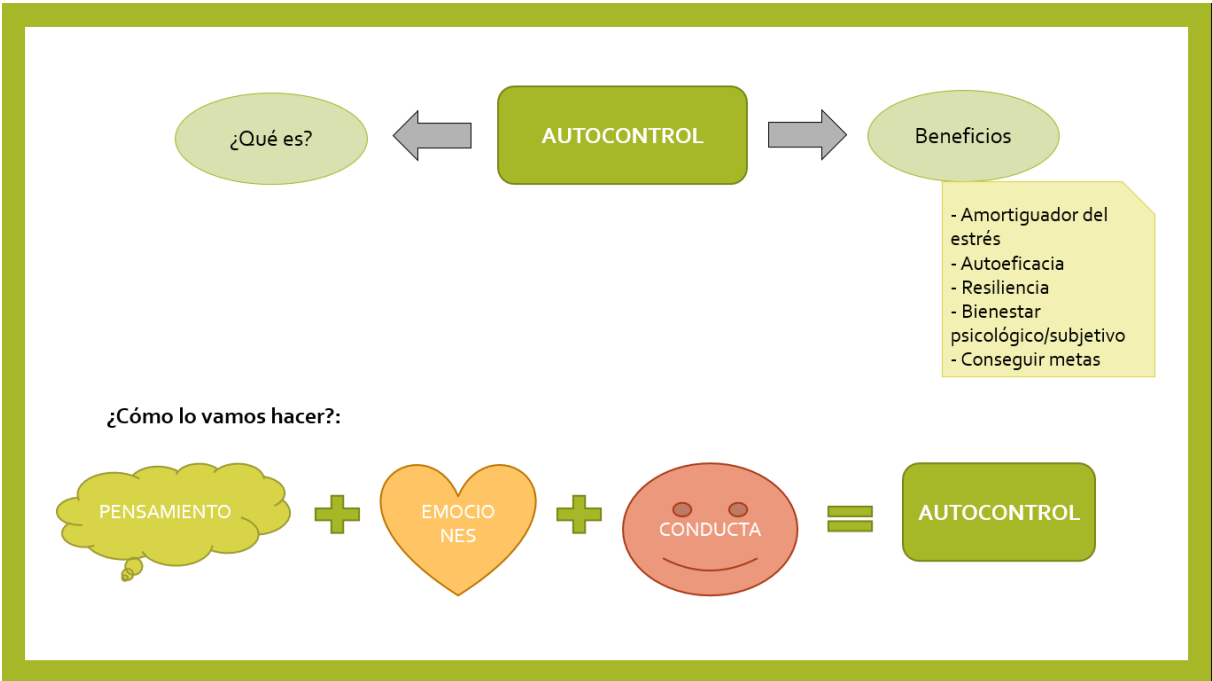 ¿Qué es?
AUTOCONTROL
Beneficios
- Amortiguador del
estrés
- Autoeficacia
- Resiliencia
- Bienestar
psicológico/subjetivo
- Conseguir metas
¿Cómo lo vamos hacer?:
PENSAMIENTO
EMOCIO
NES
CONDUCTA
AUTOCONTROL